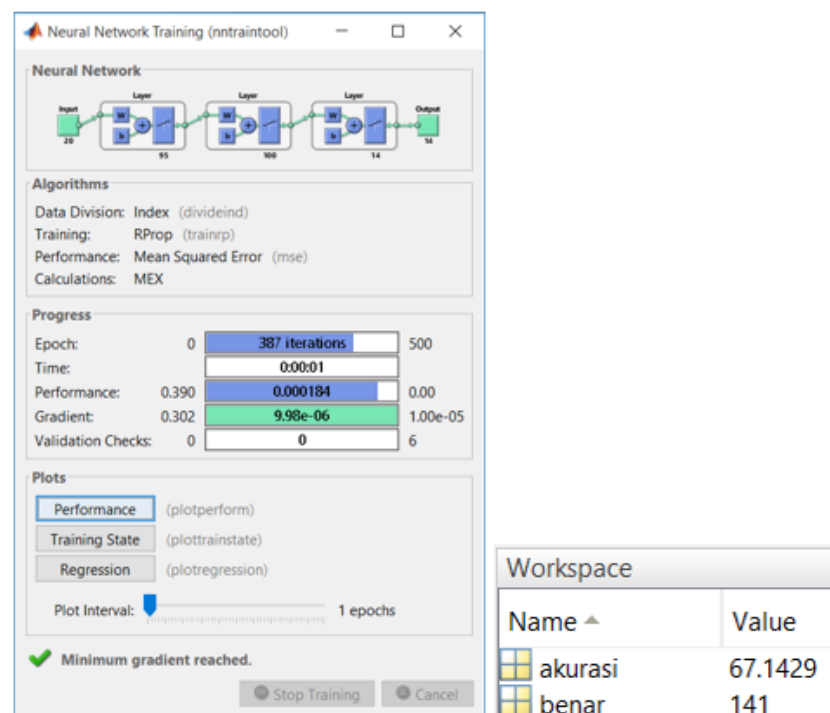 Neural Network Training (nntraintool)
Neural Network
Layer Layer Layer
Input Output
W W W
b b b
20 95 100 14 14
Algorithms
Data Division: Index (divideind)
Training: RProp (trainrp)
Performance: Mean Squared Error (mse)
Calculations: MEX
Progress
Epoch: 0 387 iterations 500
Time: 0:00:01
Performance: 0.390 0.000184 0.00
Gradient: 0.302 9.98e-06 1.00e-05
Validation Checks: 0 0 6
Plots
Performance (plotperform)
Training State (plottrainstate)
Regression (plotregression)
Plot Interval: 1 epochs
Minimum gradient reached.
Stop Training Cancel
Workspace
Name Value
akurasi 67.1429
benar 141